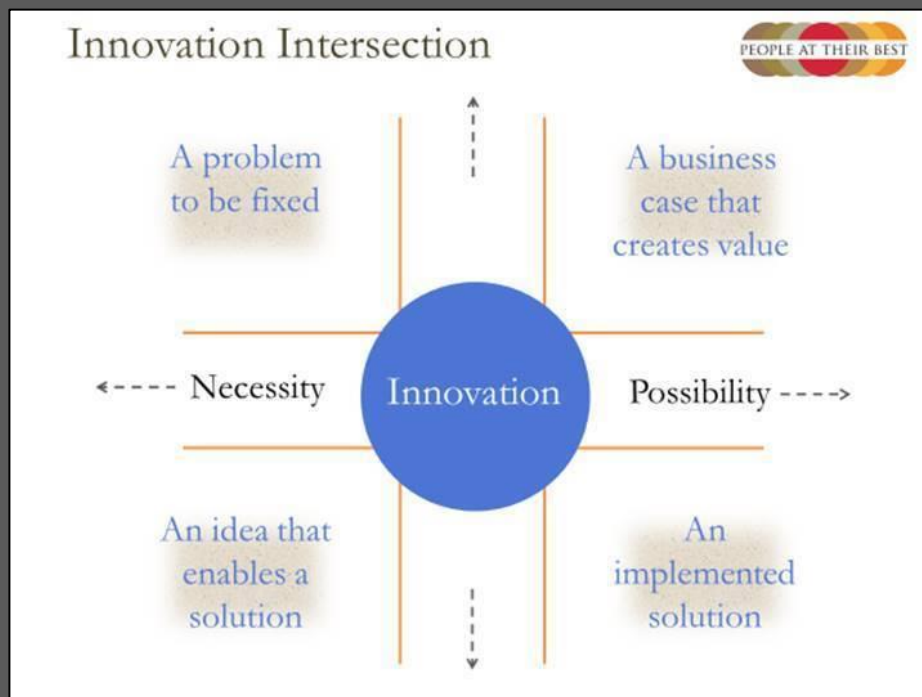 Innovation Intersection
PEOPLE AT THEIR BEST
A problem
to be fixed
A business
case that
creates value
Necessity
Innovation
Possibility
An idea that
enables a
solution
An
implemented
solution